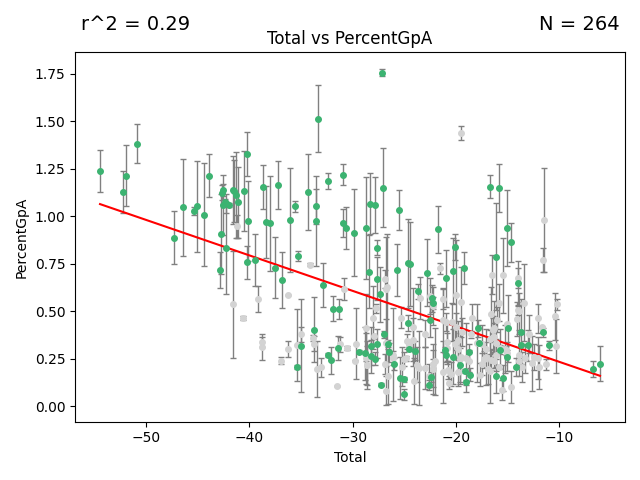 r^2 = 0.29
N = 264
Total vs PercentGpA
PercentGpA
1.75
1.50
1.25
1.00
0.75
0.50
0.25
0.00
−50
−40
−30
−20
−10
Total